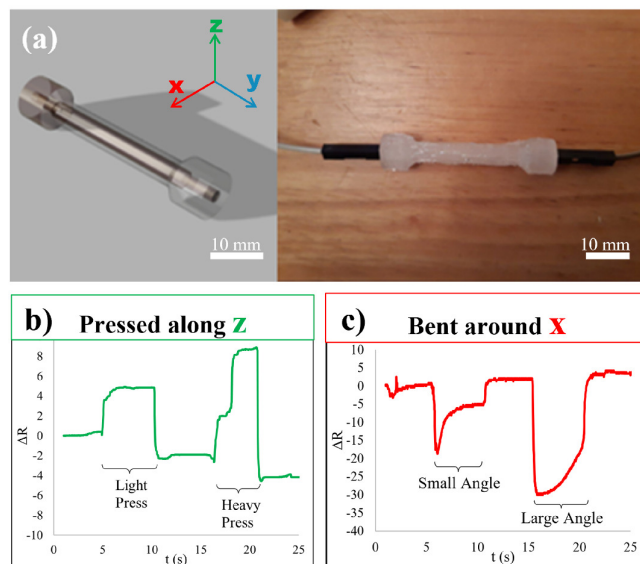 (a)
z
x
y
10 mm
10 mm
b)
Pressed along z
8
6
4
2
0
-2
-4
-6
-8
-10
ΔR
0
5
10
15
20
25
t (s)
Light
Press
Heavy
Press
c)
Bent around x
10
5
0
-5
-10
-15
-20
-25
-30
-35
-40
ΔR
0
5
10
15
20
25
t (s)
Small Angle
Large Angle